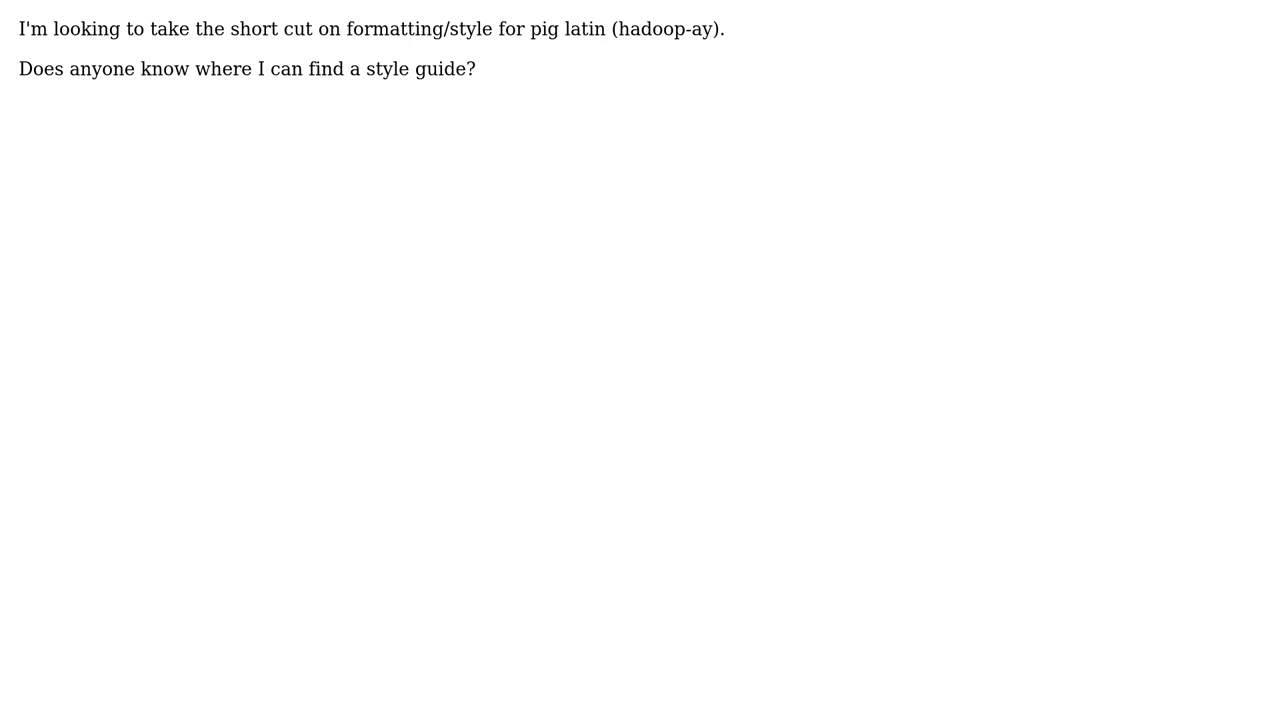 I'm looking to take the short cut on formatting/style for pig latin (hadoop-ay).
Does anyone know where I can find a style guide?